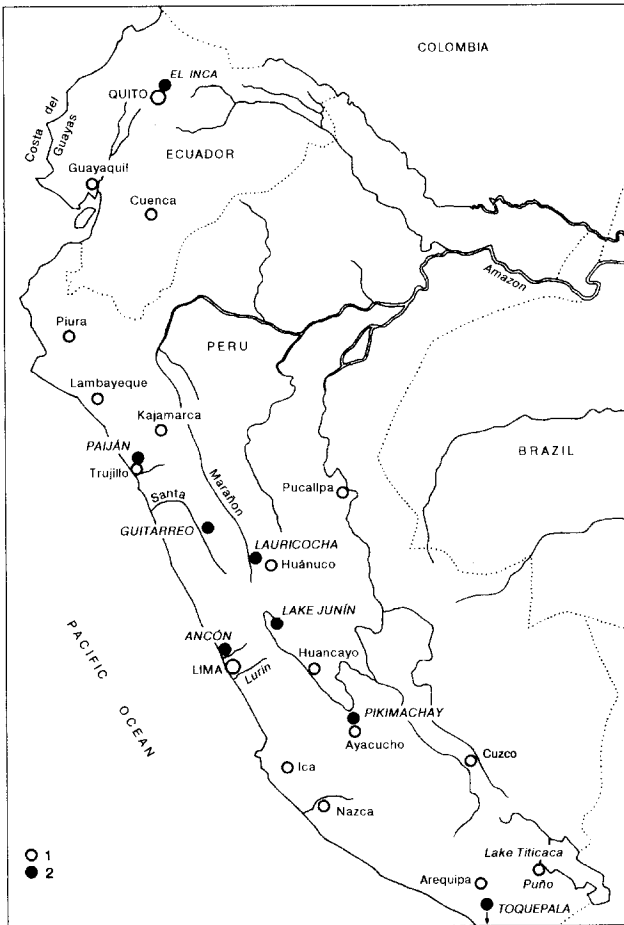 COLOMBIA
EL INCA
QUITO
Costa del
Guayas
ECUADOR
Guayaquil
Cuenca
Amazon
Piura
PERU
Lambayeque
Kajamarca
BRAZIL
PAIJÁN
Trujillo
Santa
Marañon
Pucallpa
GUITARREO
LAURICOCHA
Huánuco
LAKE JUNÍN
PACIFIC
OCEAN
ANCÓN
Huancayo
LIMA
Lurín
PIKIMACHAY
Ayacucho
Cuzco
Ica
Nazca
1
2
Lake Titicaca
Arequipa
Puño
TOQUEPALA